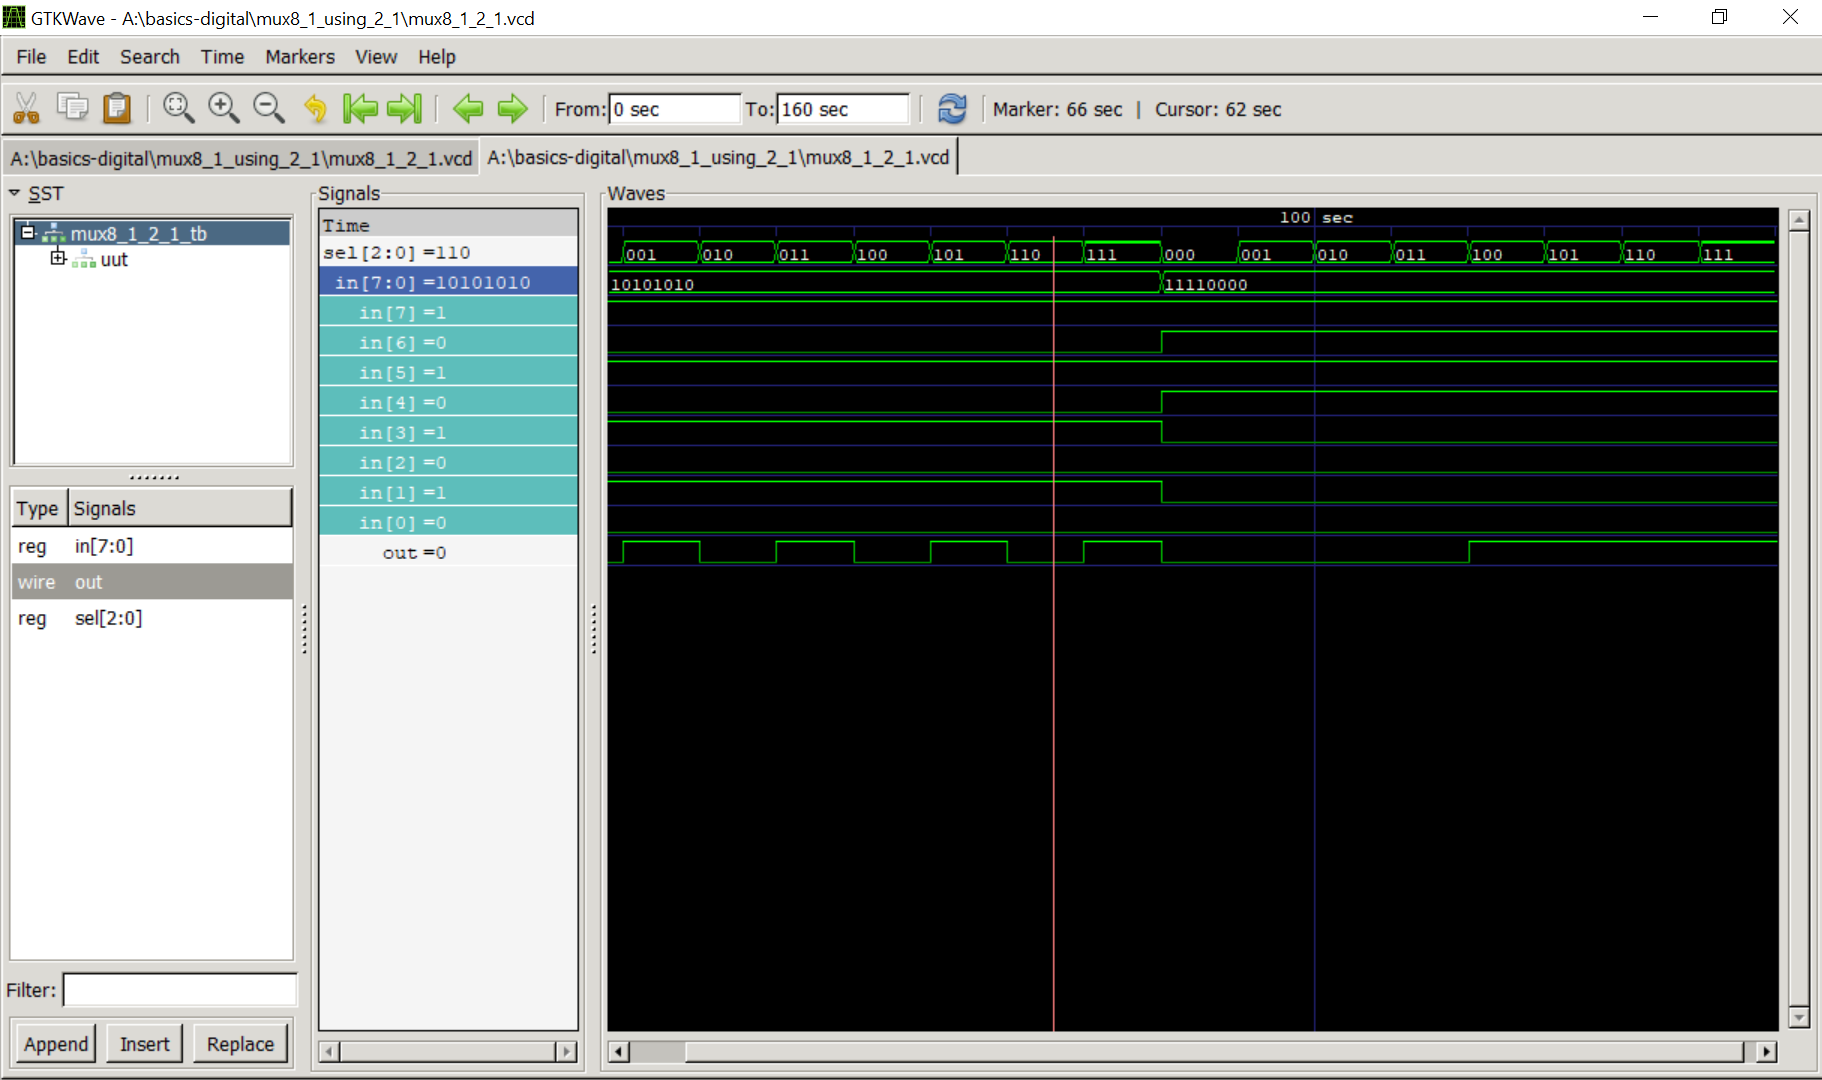 GTKWave - A:\basics-digital\mux8_1_using_2_1\mux8_1_2_1.vcd
File Edit Search Time Markers View Help
From: 0 sec To: 160 sec Marker: 66 sec | Cursor: 62 sec
A:\basics-digital\mux8_1_using_2_1\mux8_1_2_1.vcd A:\basics-digital\mux8_1_using_2_1\mux8_1_2_1.vcd
SST
mux8_1_2_1_tb
uut
Type Signals
reg in[7:0]
wire out
reg sel[2:0]
Filter:
Append Insert Replace
Signals
Time
sel[2:0] =110
in[7:0] =10101010
in[7] =1
in[6] =0
in[5] =1
in[4] =0
in[3] =1
in[2] =0
in[1] =1
in[0] =0
out =0
Waves
100 sec
001 010 011 100 101 110 111 000 001 010 011 100 101 110 111
10101010 11110000